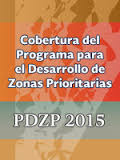 Cobertura del
Programa para
el Desarrollo de
Zonas Prioritarias
PDZP 2015